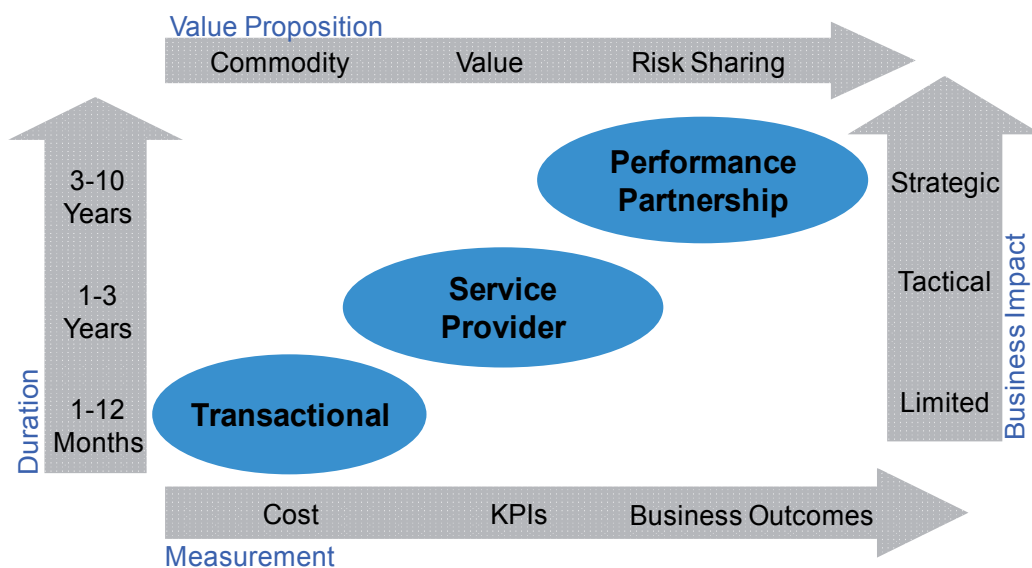 Value Proposition
Commodity Value Risk Sharing
Performance
Partnership
3-10
Years
Strategic
Service
Provider
1-3
Years
Tactical
Transactional
1-12
Months
Limited
Duration
Business Impact
Cost KPIs Business Outcomes
Measurement